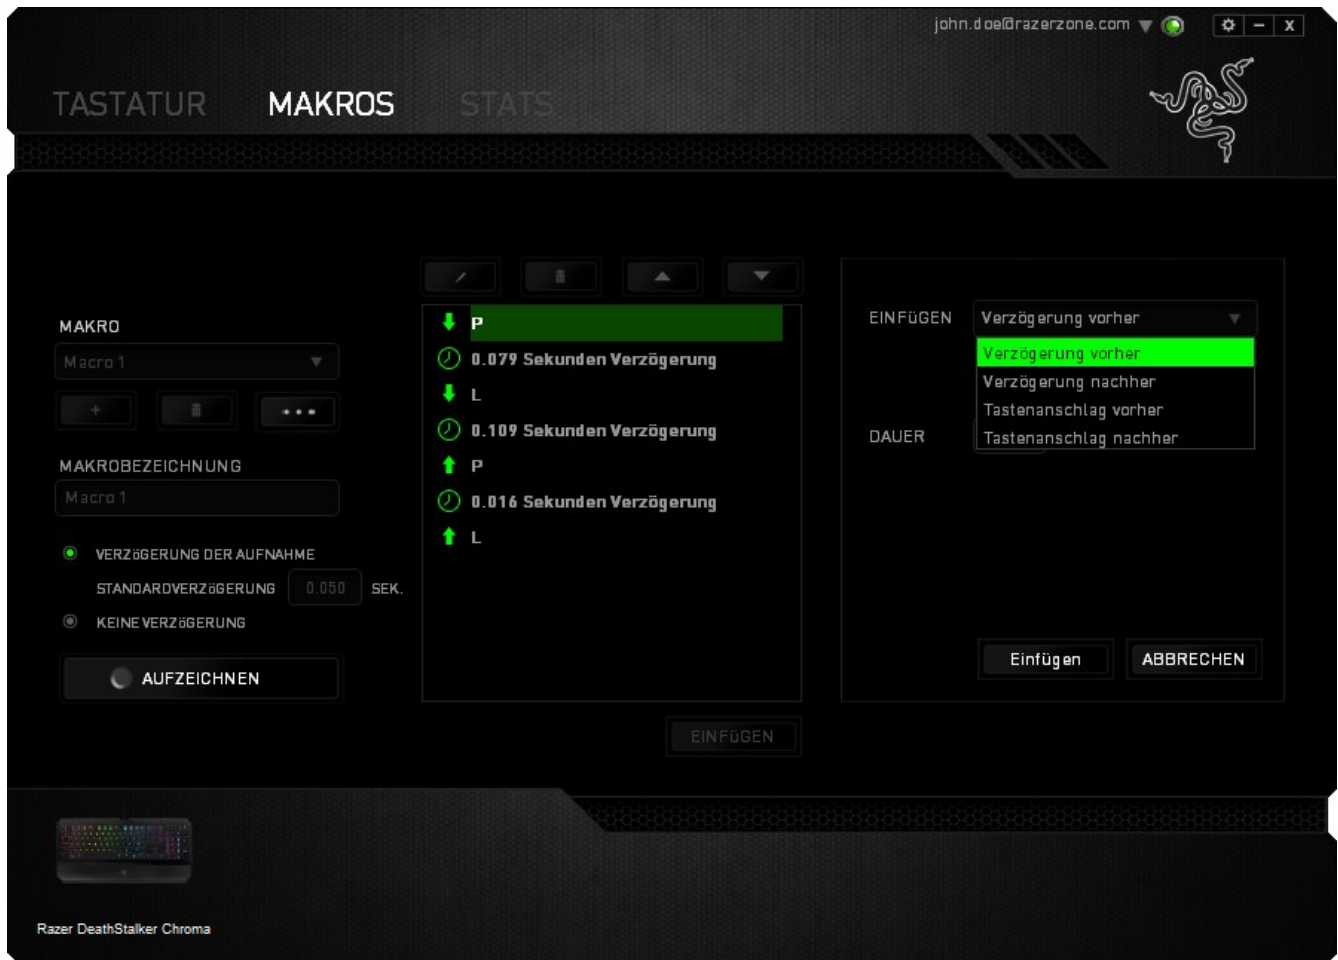 john.doe@razerzone.com
TASTATUR
MAKROS
STATS
MAKRO
Macro 1
MAKROBEZEICHNUNG
Macro 1
VERZöGERUNG DER AUFNAHME
STANDARDVERZöGERUNG 0.050 SEK.
KEINE VERZöGERUNG
AUFZEICHNEN
P
0.079 Sekunden Verzögerung
L
0.109 Sekunden Verzögerung
P
0.016 Sekunden Verzögerung
L
EINFüGEN
EINFüGEN Verzögerung vorher
Verzögerung vorher
Verzögerung nachher
Tastenanschlag vorher
Tastenanschlag nachher
DAUER
Einfügen
ABBRECHEN
Razer DeathStalker Chroma